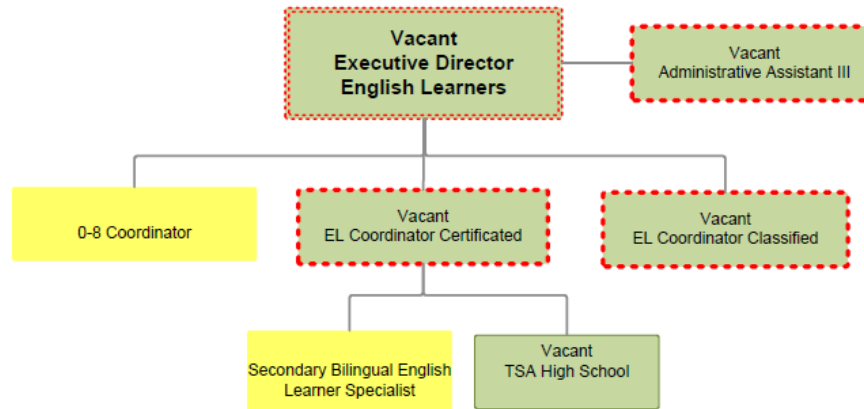 Vacant
Executive Director
English Learners
Vacant
Administrative Assistant III
0-8 Coordinator
Vacant
EL Coordinator Certificated
Vacant
EL Coordinator Classified
Secondary Bilingual English
Learner Specialist
Vacant
TSA High School